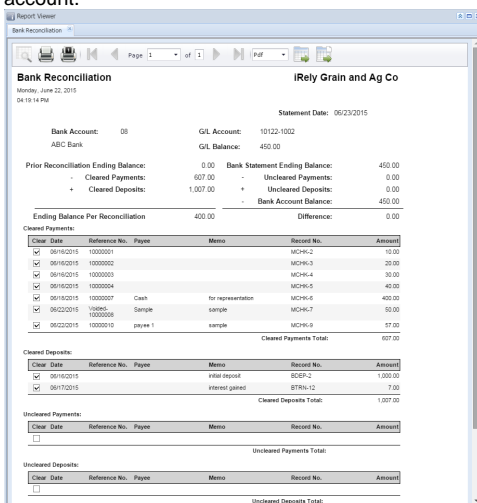 account.
Report Viewer
Bank Reconciliation
Page 1 of 1 Pdf
Bank Reconciliation iRely Grain and Ag Co
Monday, June 22, 2015
04:19:14 PM
Statement Date: 06/23/2015
Bank Account: 08 G/L Account: 10122-1002
ABC Bank G/L Balance: 450.00
Prior Reconciliation Ending Balance: 0.00 Bank Statement Ending Balance: 450.00
- Cleared Payments: 607.00 - Uncleared Payments: 0.00
+ Cleared Deposits: 1,007.00 + Uncleared Deposits: 0.00
- Bank Account Balance: 450.00
Ending Balance Per Reconciliation 400.00 Difference: 0.00
Cleared Payments:
Clear Date Reference No. Payee Memo Record No. Amount
06/16/2015 10000001 MCHK-2 10.00
06/16/2015 10000002 MCHK-3 20.00
06/16/2015 10000003 MCHK-4 30.00
06/16/2015 10000004 MCHK-5 40.00
06/18/2015 10000007 Cash for representation MCHK-6 400.00
06/22/2015 Voided-10000008 Sample sample MCHK-7 50.00
06/22/2015 10000010 payee 1 sample MCHK-9 57.00
Cleared Payments Total: 607.00
Cleared Deposits:
Clear Date Reference No. Payee Memo Record No. Amount
06/16/2015 initial deposit BDEP-2 1,000.00
06/17/2015 interest gained BTRN-12 7.00
Cleared Deposits Total: 1,007.00
Uncleared Payments:
Clear Date Reference No. Payee Memo Record No. Amount
Uncleared Payments Total:
Uncleared Deposits:
Clear Date Reference No. Payee Memo Record No. Amount
Uncleared Deposits Total: